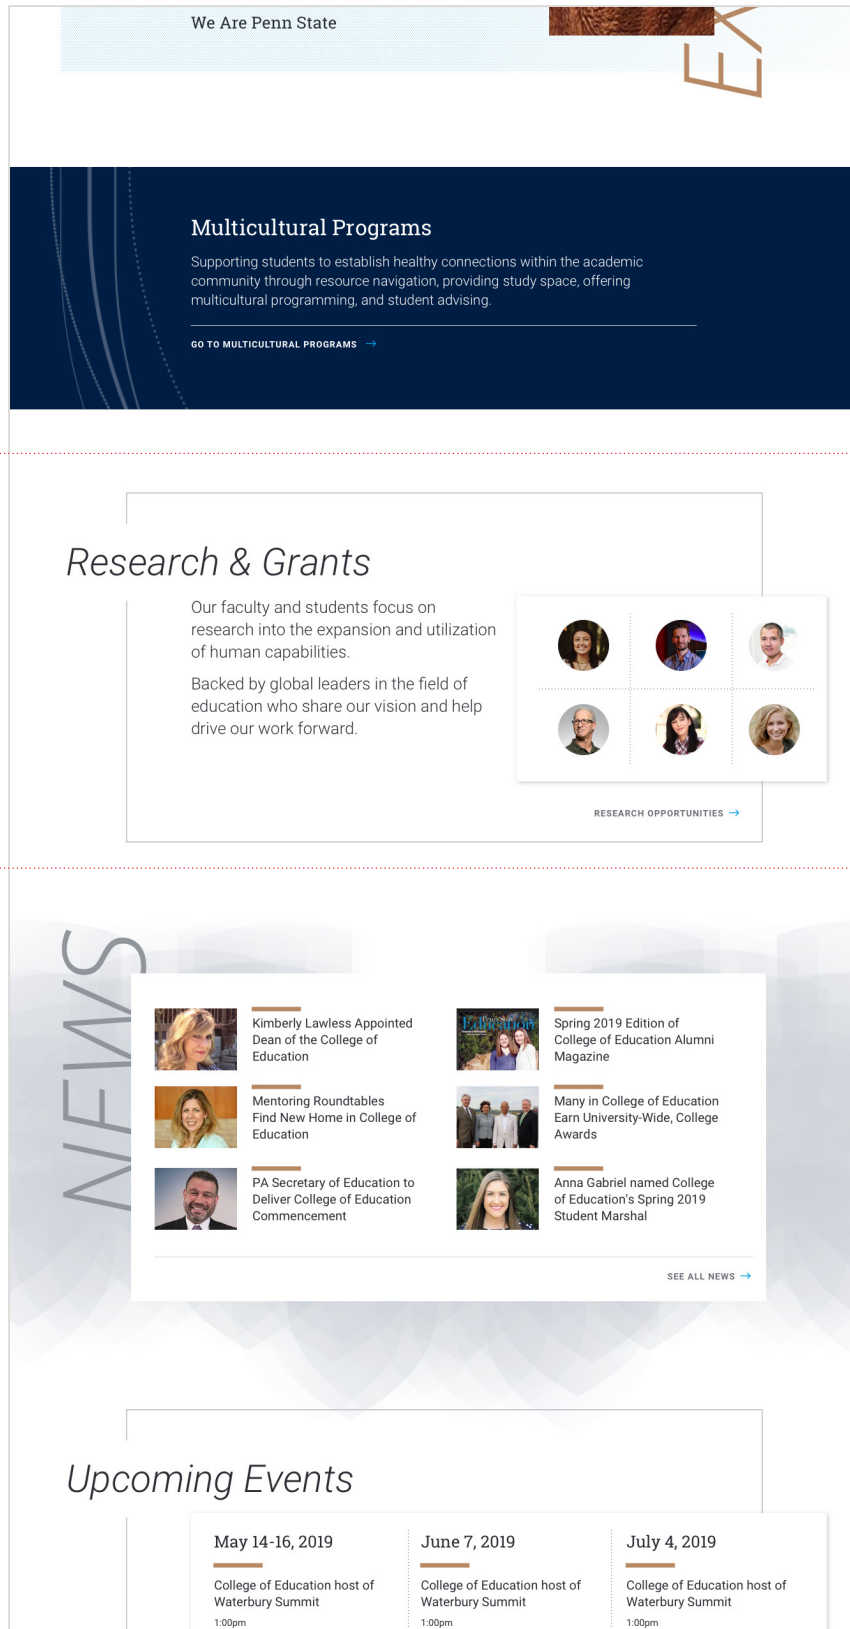 We Are Penn State
EX
Multicultural Programs
Supporting students to establish healthy connections within the academic
community through resource navigation, providing study space, offering
multicultural programming, and student advising.
GO TO MULTICULTURAL PROGRAMS
Research & Grants
Our faculty and students focus on
research into the expansion and utilization
of human capabilities.
Backed by global leaders in the field of
education who share our vision and help
drive our work forward.
RESEARCH OPPORTUNITIES
NEWS
Kimberly Lawless Appointed
Dean of the College of
Education
Penn State
Education
Spring 2019 Edition of
College of Education Alumni
Magazine
Mentoring Roundtables
Find New Home in College of
Education
Many in College of Education
Earn University-Wide, College
Awards
PA Secretary of Education to
Deliver College of Education
Commencement
Anna Gabriel named College
of Education's Spring 2019
Student Marshal
SEE ALL NEWS
Upcoming Events
May 14-16, 2019
College of Education host of
Waterbury Summit
1:00pm
June 7, 2019
College of Education host of
Waterbury Summit
1:00pm
July 4, 2019
College of Education host of
Waterbury Summit
1:00pm